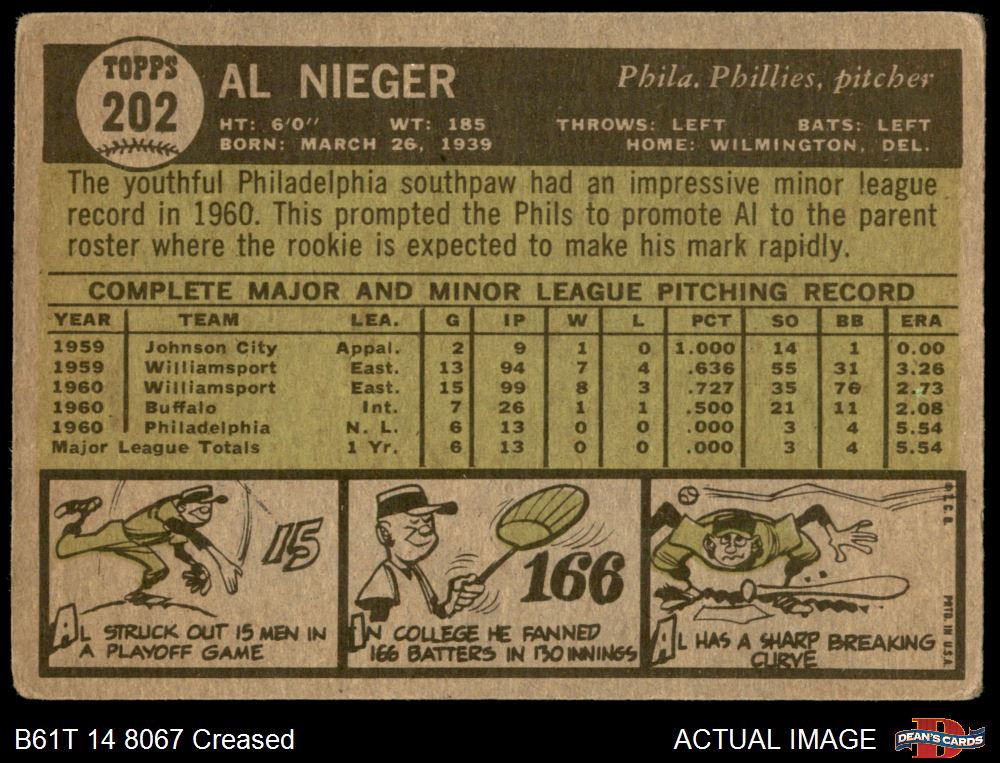 TOPPS
202
AL NIEGER
Phila. Phillies, pitcher
HT: 6'0" WT: 185 THROWS: LEFT BATS: LEFT
BORN: MARCH 26, 1939 HOME: WILMINGTON, DEL.
The youthful Philadelphia southpaw had an impressive minor league
record in 1960. This prompted the Phils to promote Al to the parent
roster where the rookie is expected to make his mark rapidly.
COMPLETE MAJOR AND MINOR LEAGUE PITCHING RECORD
YEAR TEAM LEA. G IP W L PCT SO BB ERA
1959 Johnson City Appal. 2 9 1 0 1.000 14 1 0.00
1959 Williamsport East. 13 94 7 4 .636 55 31 3.26
1960 Williamsport East. 15 99 8 3 .727 35 76 2.73
1960 Buffalo Int. 7 26 1 1 .500 21 11 2.08
1960 Philadelphia N. L. 6 13 0 0 .000 3 4 5.54
Major League Totals 1 Yr. 6 13 0 0 .000 3 4 5.54
15
AL STRUCK OUT 15 MEN IN
A PLAYOFF GAME
166
IN COLLEGE HE FANNED
166 BATTERS IN 130 INNINGS
AL HAS A SHARP BREAKING
CURVE
© T. C. G.
PRTD. IN U.S.A.
B61T 14 8067 Creased
ACTUAL IMAGE
DEAN'S CARDS